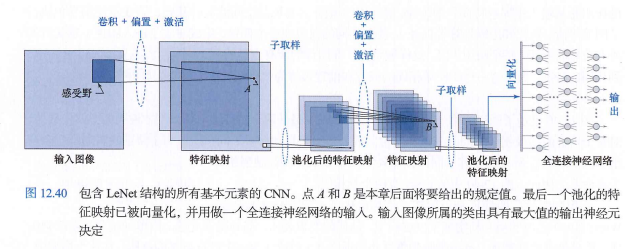 卷积 + 偏置 + 激活
感受野
输入图像
A
特征映射
子取样
池化后的特征映射
卷积
+
偏置
+
激活
B
特征映射
子取样
池化后的
特征映射
向量化
输出
全连接神经网络
图 12.40 包含 LeNet 结构的所有基本元素的 CNN。点 A 和 B 是本章后面将要给出的规定值。最后一个池化的特
征映射已被向量化，并用做一个全连接神经网络的输入。输入图像所属的类由具有最大值的输出神经元
决定